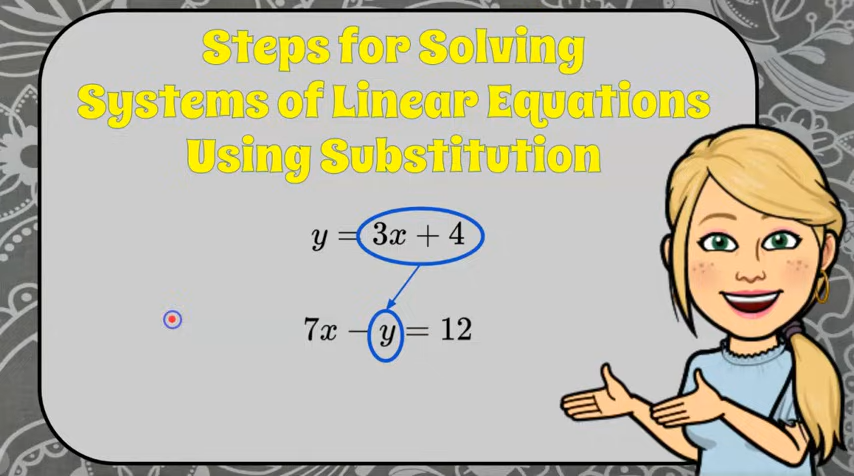 Steps for Solving
Systems of Linear Equations
Using Substitution
y = 3x + 4
7x − y = 12